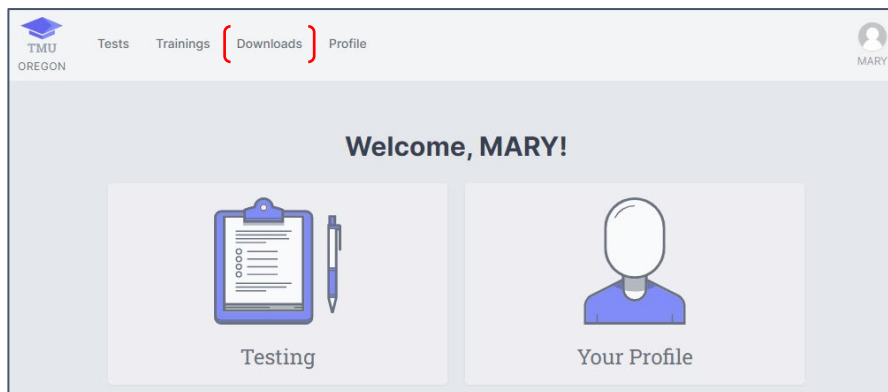 TMU
OREGON
Tests Trainings Downloads Profile
MARY
Welcome, MARY!
Testing
Your Profile